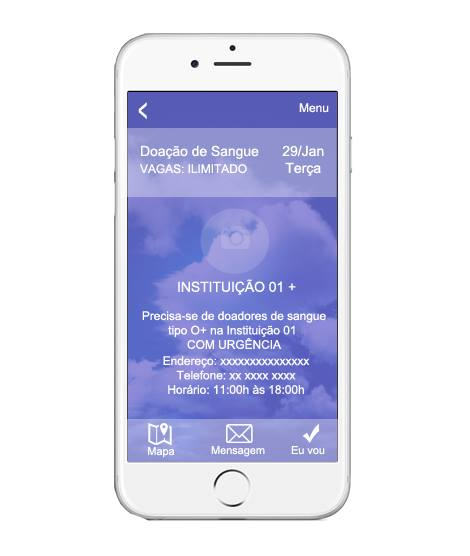 Menu
Doação de Sangue 29/Jan
VAGAS: ILIMITADO Terça
INSTITUIÇÃO 01 +
Precisa-se de doadores de sangue
tipo O+ na Instituição 01
COM URGÊNCIA
Endereço: xxxxxxxxxxxxxxx
Telefone: xx xxxx xxxx
Horário: 11:00h às 18:00h
Mapa Mensagem Eu vou